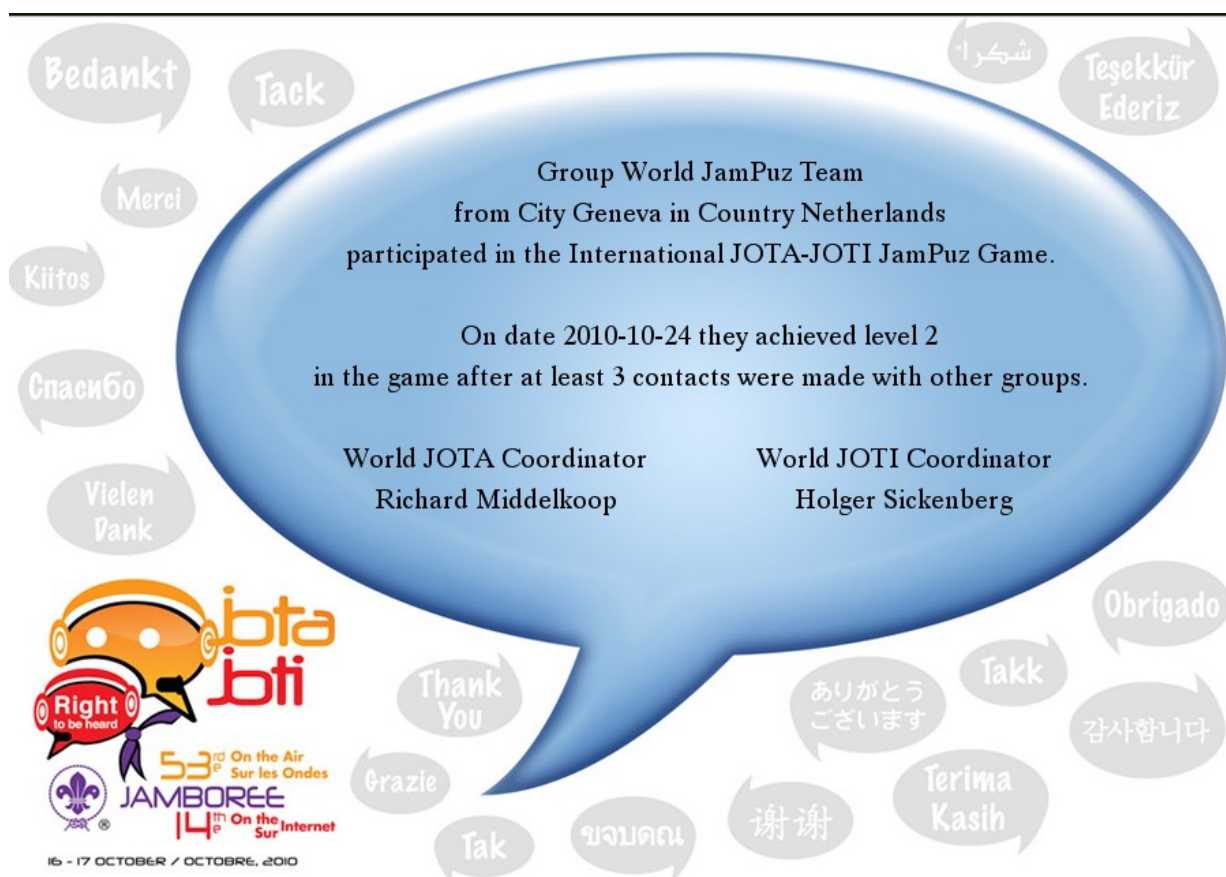 Bedankt
Tack
شكراً
Teşekkür
Ederiz
Merci
Kiitos
Спасибо
Vielen
Dank
Group World JamPuz Team
from City Geneva in Country Netherlands
participated in the International JOTA-JOTI JamPuz Game.
On date 2010-10-24 they achieved level 2
in the game after at least 3 contacts were made with other groups.
World JOTA Coordinator
Richard Middelkoop
World JOTI Coordinator
Holger Sickenberg
jota
joti
Right
to be heard
53rd e On the Air
Sur les Ondes
JAMBOREE
14th e On the
Sur Internet
®
16 - 17 OCTOBER / OCTOBRE, 2010
Thank
You
Grazie
Tak
ขอบคุณ
谢谢
ありがとう
ございます
Takk
Obrigado
감사합니다
Terima
Kasih